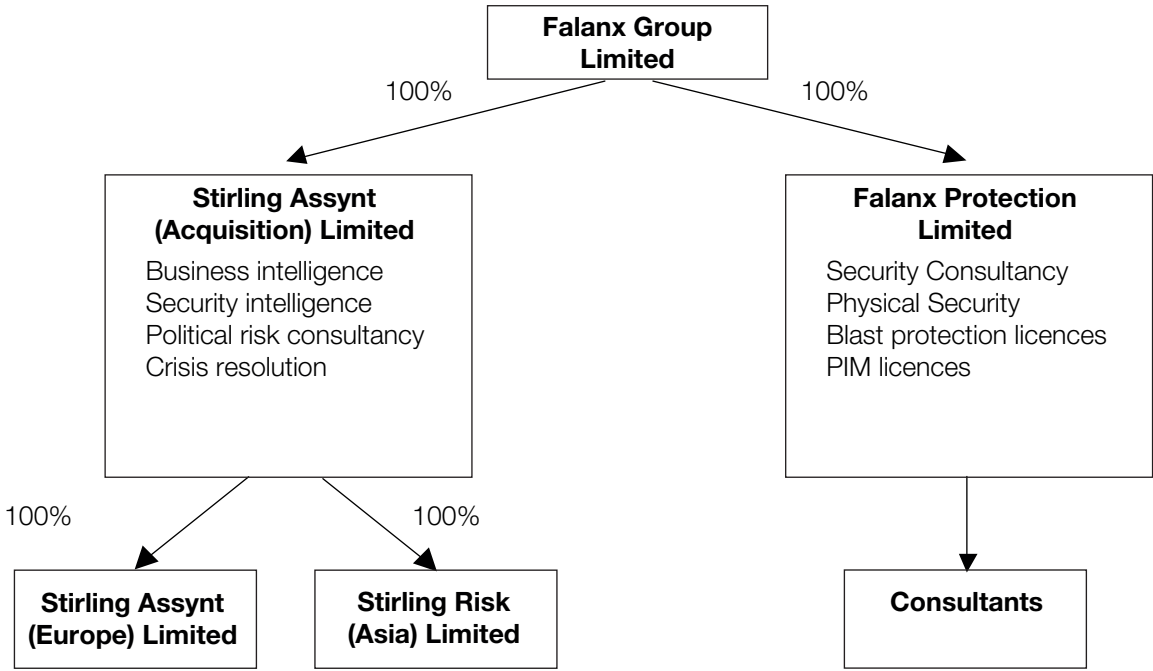 Falanx Group
Limited
100%
100%
Stirling Assynt
(Acquisition) Limited
Business intelligence
Security intelligence
Political risk consultancy
Crisis resolution
Falanx Protection
Limited
Security Consultancy
Physical Security
Blast protection licences
PIM licences
100%
100%
Stirling Assynt
(Europe) Limited
Stirling Risk
(Asia) Limited
Consultants